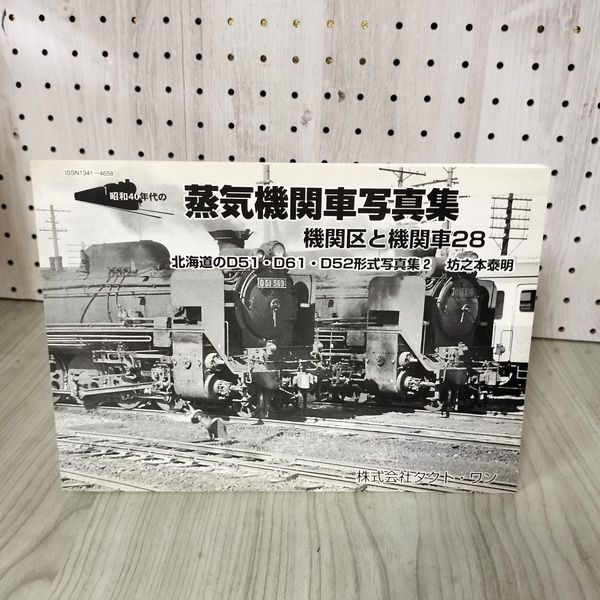 ISSN1341-4658
昭和40年代の
蒸気機関車写真集
機関区と機関車28
北海道のD51・D61・D52形式写真集2 坊之本泰明
D51 569
株式会社タクト・ワン